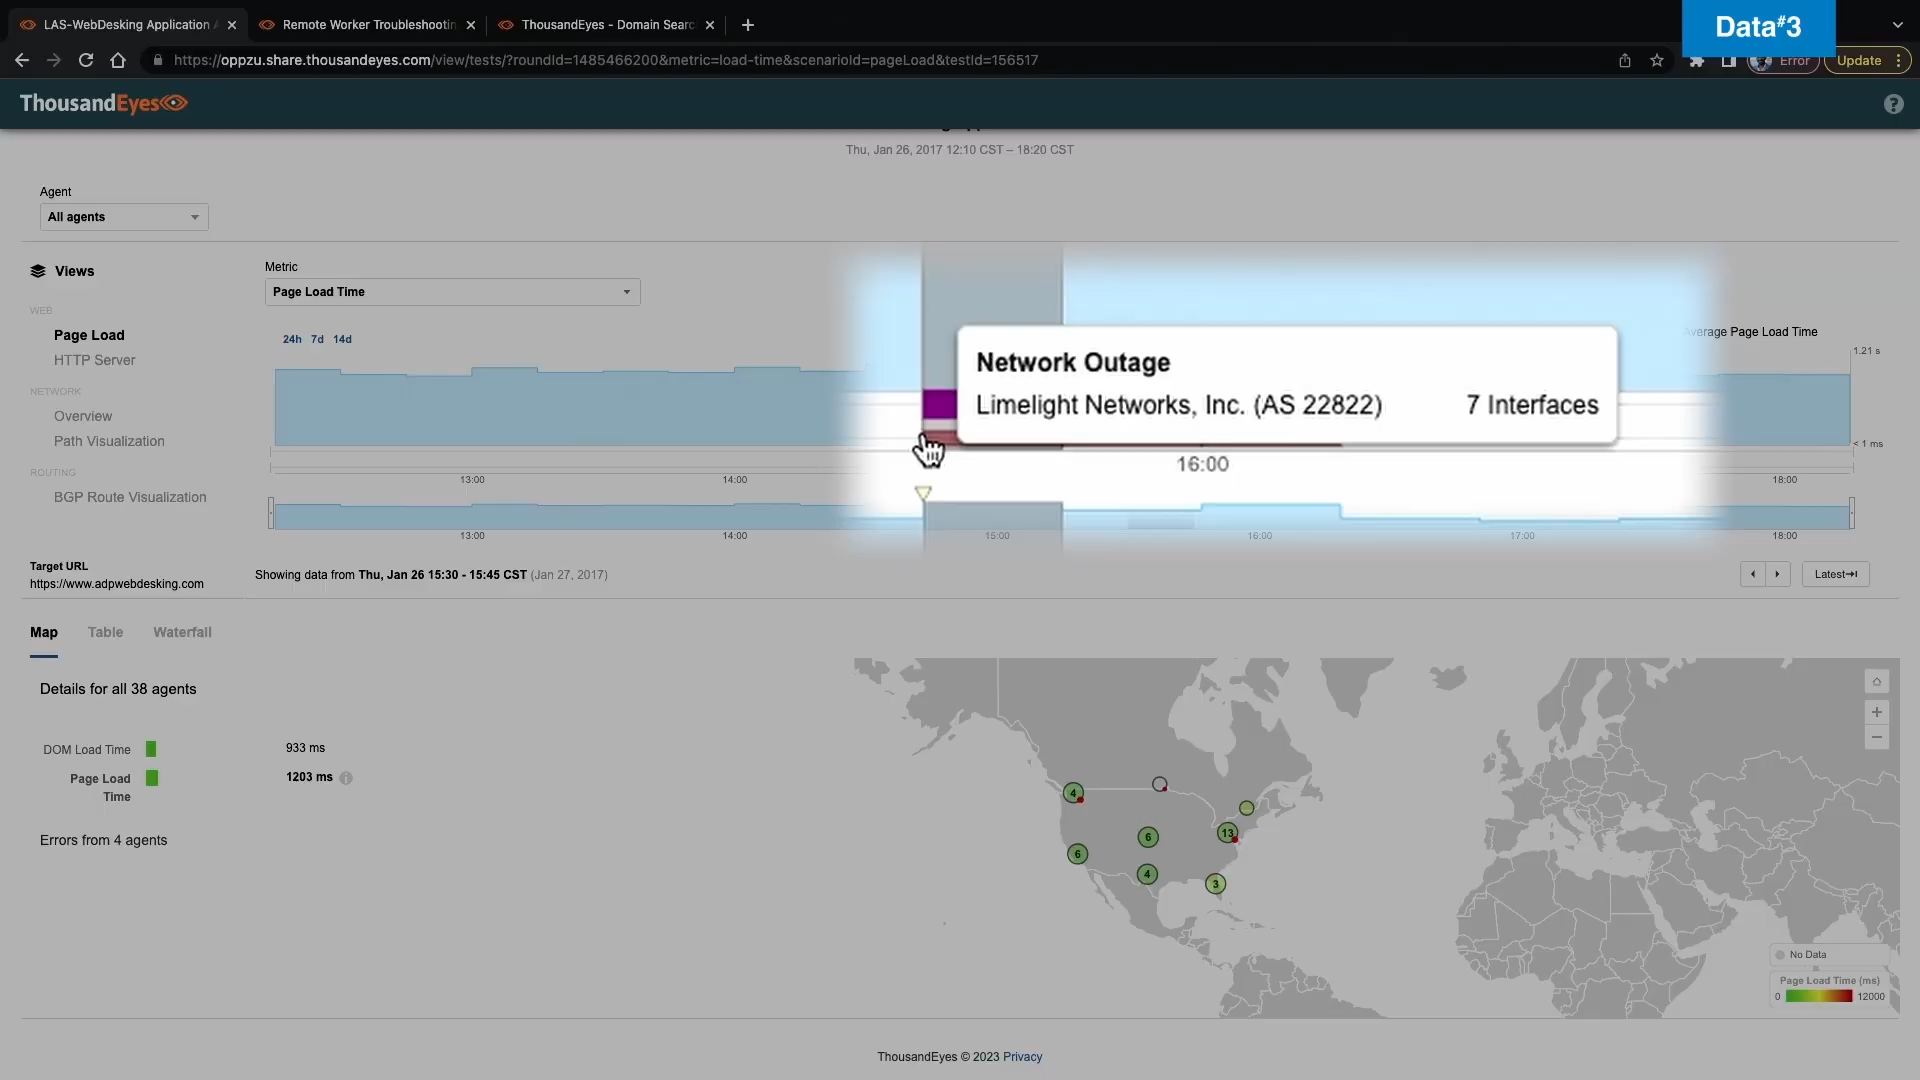 LAS-WebDesking Application
Remote Worker Troubleshootin
ThousandEyes - Domain Searc
Data#3
https://oppzu.share.thousandeyes.com/view/tests/?roundId=1485466200&metric=load-time&scenarioId=pageLoad&testId=156517
Error
Update
ThousandEyes
?
Thu, Jan 26, 2017 12:10 CST – 18:20 CST
Agent
All agents
Views
Metric
Page Load Time
WEB
Page Load
HTTP Server
24h 7d 14d
Average Page Load Time
1.21 s
Network Outage
Limelight Networks, Inc. (AS 22822) 7 Interfaces
NETWORK
Overview
Path Visualization
< 1 ms
16:00
ROUTING
BGP Route Visualization
13:00 14:00 18:00
13:00 14:00 15:00 16:00 17:00 18:00
Target URL
https://www.adpwebdesking.com
Showing data from Thu, Jan 26 15:30 - 15:45 CST (Jan 27, 2017)
Latest
Map Table Waterfall
Details for all 38 agents
DOM Load Time 933 ms
Page Load Time 1203 ms
Errors from 4 agents
4
6
13
6
4
3
No Data
Page Load Time (ms)
0 12000
ThousandEyes © 2023 Privacy